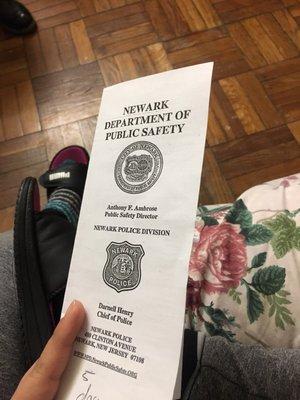 NEWARK
DEPARTMENT OF
PUBLIC SAFETY
Anthony F. Ambrose
Public Safety Director
NEWARK POLICE DIVISION
NEWARK
POLICE
Darnell Henry
Chief of Police
NEWARK POLICE
480 CLINTON AVENUE
NEWARK, NEW JERSEY 07108